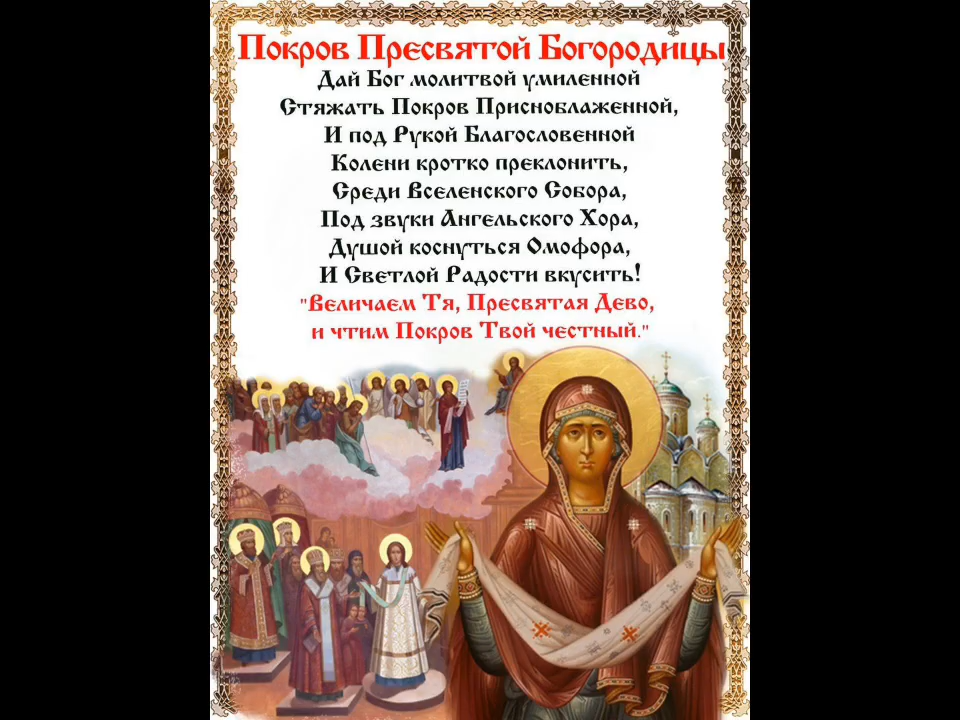 Покров Пресвятой Богородицы
Дай Бог молитвой умиленной
Стяжать Покров Присноблаженной,
И под Рукой Благословенной
Колени кротко преклонить,
Среди Вселенского Собора,
Под звуки Ангельского Хора,
Душой коснуться Омофора,
И Светлой Радости вкусить!
"Величаем Тя, Пресвятая Дево,
и чтим Покров Твой честный."